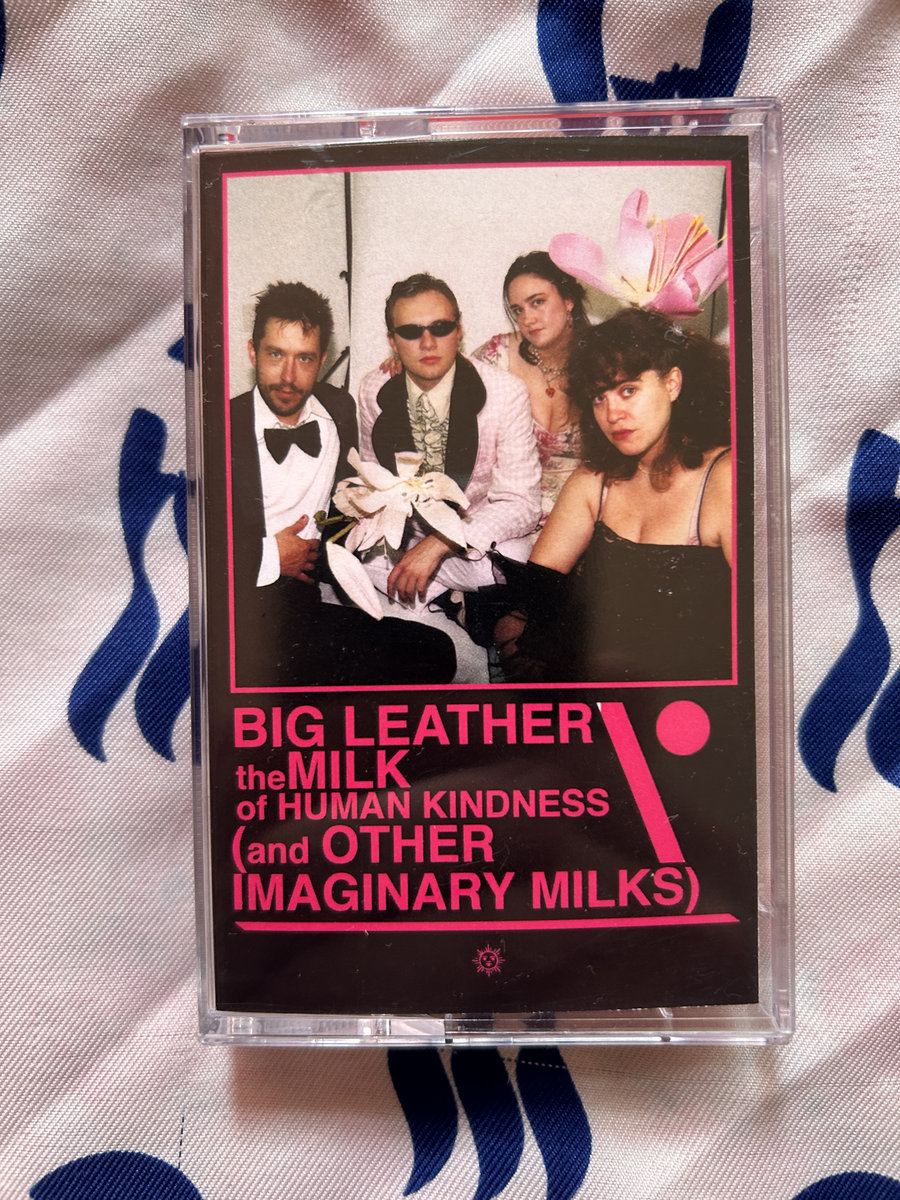 BIG LEATHER
theMILK
of HUMAN KINDNESS
(and OTHER
IMAGINARY MILKS)